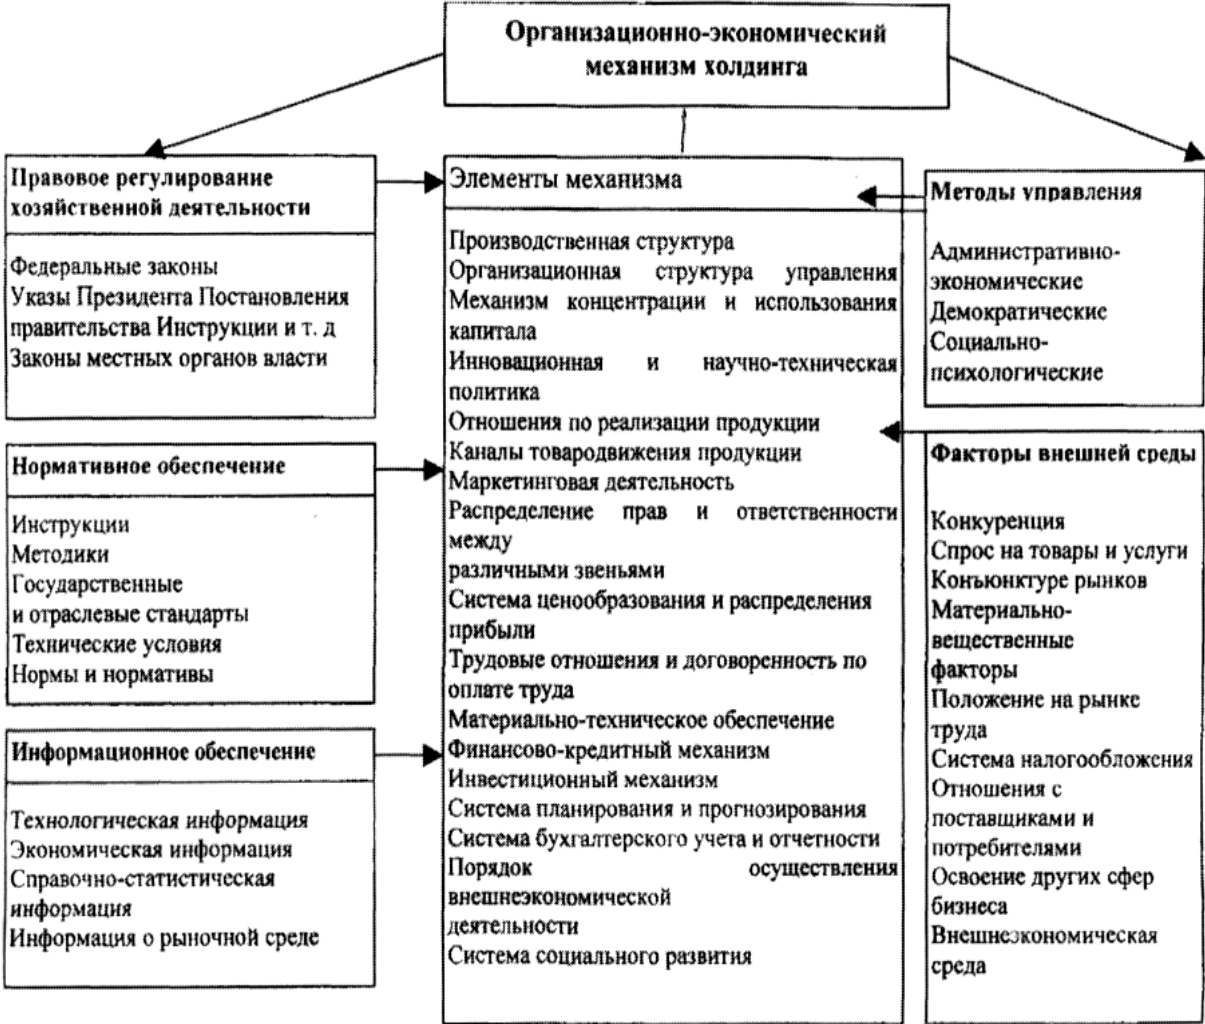 Организационно-экономический
механизм холдинга
Правовое регулирование
хозяйственной деятельности
Федеральные законы
Указы Президента Постановления
правительства Инструкции и т. д
Законы местных органов власти
Нормативное обеспечение
Инструкции
Методики
Государственные
и отраслевые стандарты
Технические условия
Нормы и нормативы
Информационное обеспечение
Технологическая информация
Экономическая информация
Справочно-статистическая
информация
Информация о рыночной среде
Элементы механизма
Производственная структура
Организационная структура управления
Механизм концентрации и использования
капитала
Инновационная и научно-техническая
политика
Отношения по реализации продукции
Каналы товародвижения продукции
Маркетинговая деятельность
Распределение прав и ответственности
между
различными звеньями
Система ценообразования и распределения
прибыли
Трудовые отношения и договоренность по
оплате труда
Материально-техническое обеспечение
Финансово-кредитный механизм
Инвестиционный механизм
Система планирования и прогнозирования
Система бухгалтерского учета и отчетности
Порядок осуществления
внешнеэкономической
деятельности
Система социального развития
Методы управления
Административно-
экономические
Демократические
Социально-
психологические
Факторы внешней среды
Конкуренция
Спрос на товары и услуги
Конъюнктуре рынков
Материально-
вещественные
факторы
Положение на рынке
труда
Система налогообложения
Отношения с
поставщиками и
потребителями
Освоение других сфер
бизнеса
Внешнеэкономическая
среда